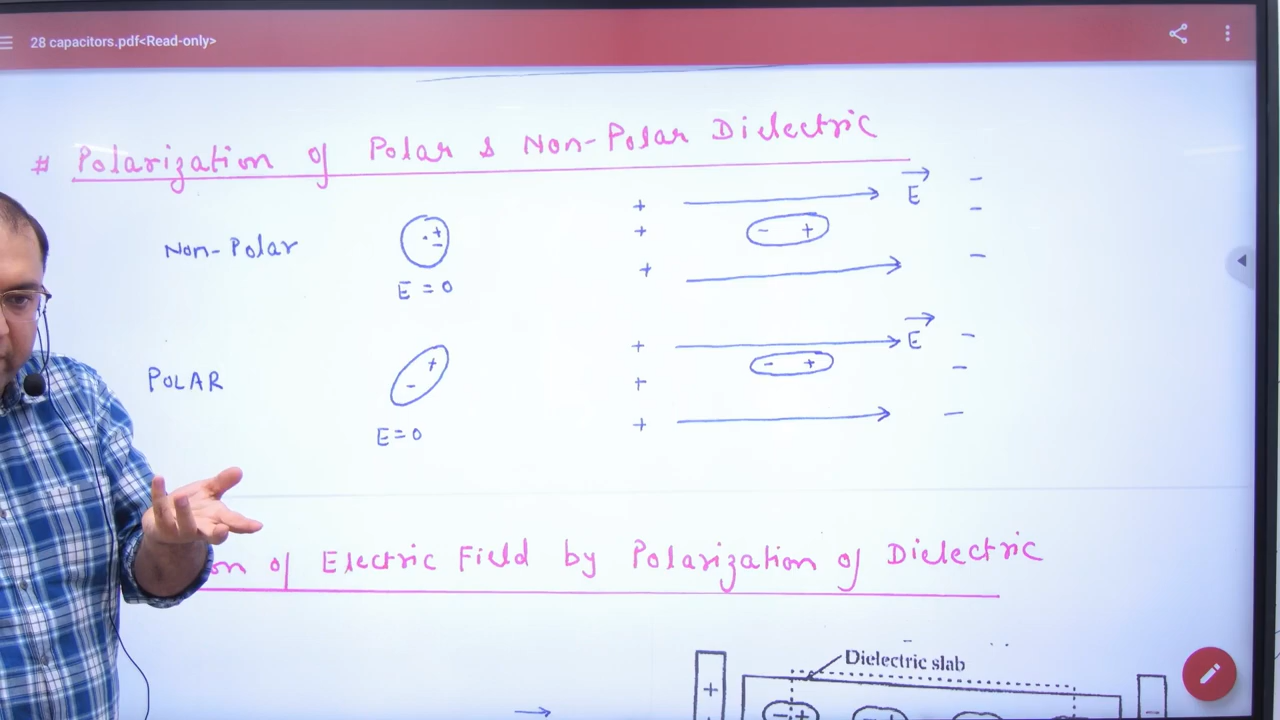 28 capacitors.pdf<Read-only>
# Polarization of Polar & Non-Polar Dielectric
+ E -
Non-Polar + - + - + -
E = 0 + -
+ E -
POLAR + - + - + -
E = 0 + -
on of Electric Field by Polarization of Dielectric
Dielectric slab
+ - + - + -